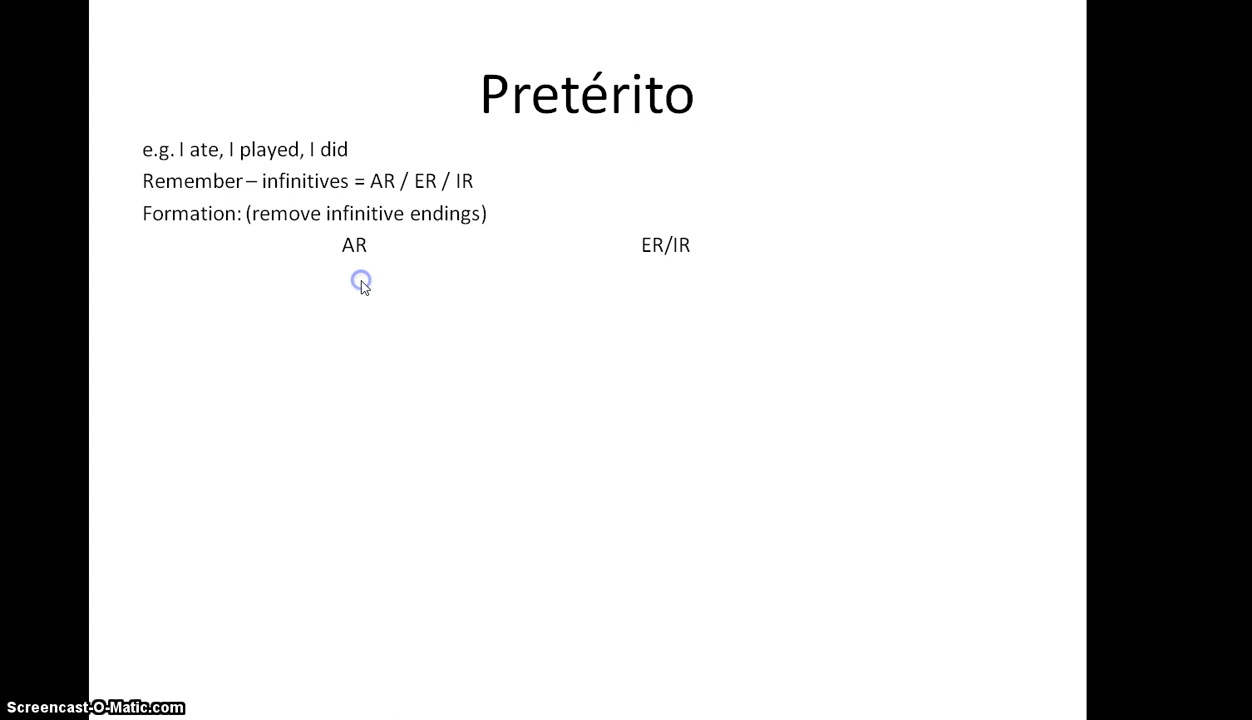 Pretérito
e.g. I ate, I played, I did
Remember – infinitives = AR / ER / IR
Formation: (remove infinitive endings)
AR ER/IR
Screencast-O-Matic.com